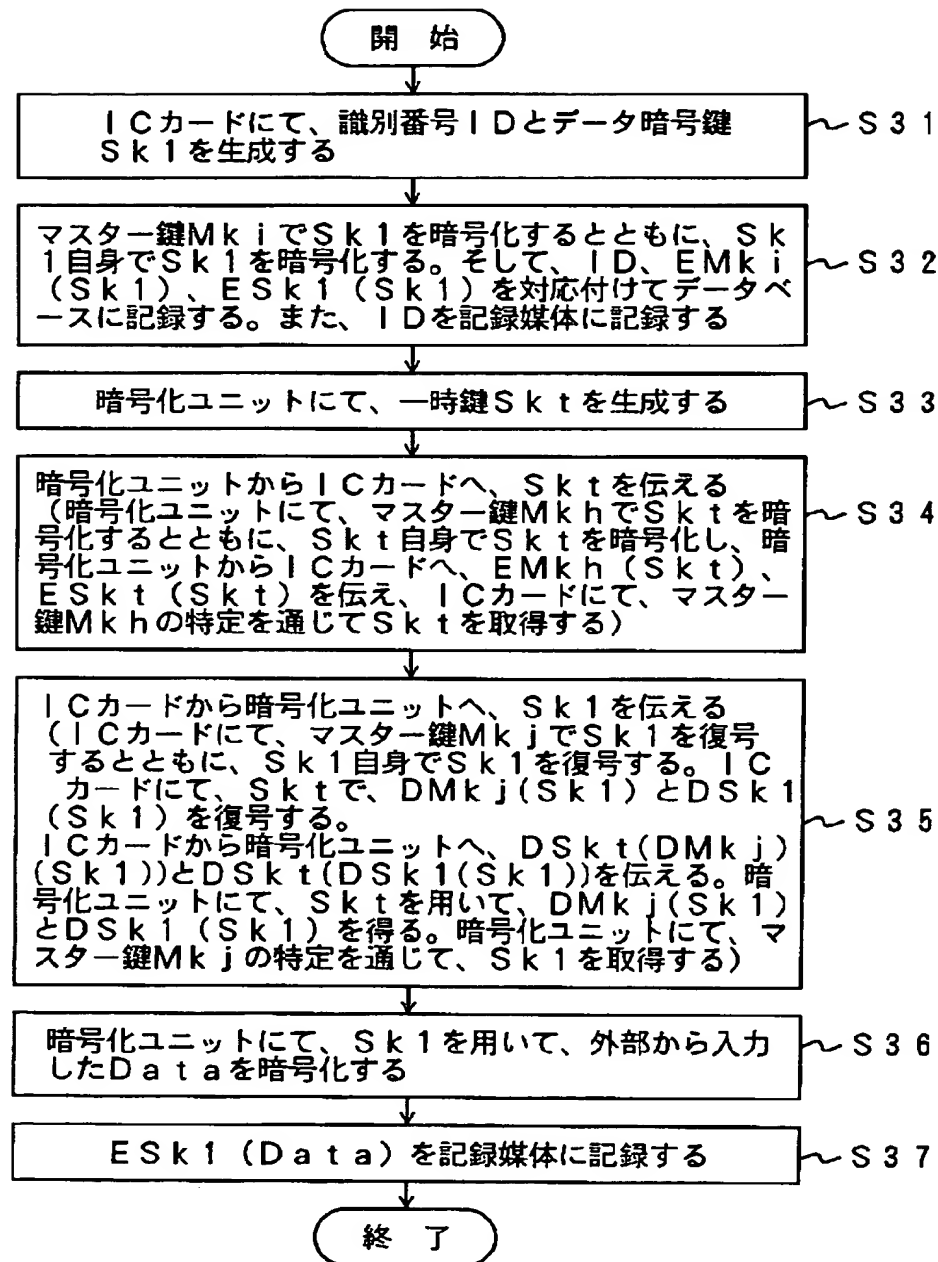 開 始
ICカードにて、識別番号IDとデータ暗号鍵
Sk1を生成する
S31
マスター鍵MkiでSk1を暗号化するとともに、Sk
1自身でSk1を暗号化する。そして、ID、EMki
(Sk1)、ESk1(Sk1)を対応付けてデータベ
ースに記録する。また、IDを記録媒体に記録する
S32
暗号化ユニットにて、一時鍵Sktを生成する
S33
暗号化ユニットからICカードへ、Sktを伝える
(暗号化ユニットにて、マスター鍵MkhでSktを暗
号化するとともに、Skt自身でSktを暗号化し、暗
号化ユニットからICカードへ、EMkh(Skt)、
ESkt(Skt)を伝え、ICカードにて、マスター
鍵Mkhの特定を通じてSktを取得する)
S34
ICカードから暗号化ユニットへ、Sk1を伝える
(ICカードにて、マスター鍵MkjでSk1を復号
するとともに、Sk1自身でSk1を復号する。IC
カードにて、Sktで、DMkj(Sk1)とDSk1
(Sk1)を復号する。
ICカードから暗号化ユニットへ、DSkt(DMkj)
(Sk1))とDSkt(DSk1(Sk1))を伝える。暗
号化ユニットにて、Sktを用いて、DMkj(Sk1)
とDSk1(Sk1)を得る。暗号化ユニットにて、マ
スター鍵Mkjの特定を通じて、Sk1を取得する)
S35
暗号化ユニットにて、Sk1を用いて、外部から入力
したDataを暗号化する
S36
ESk1(Data)を記録媒体に記録する
S37
終 了